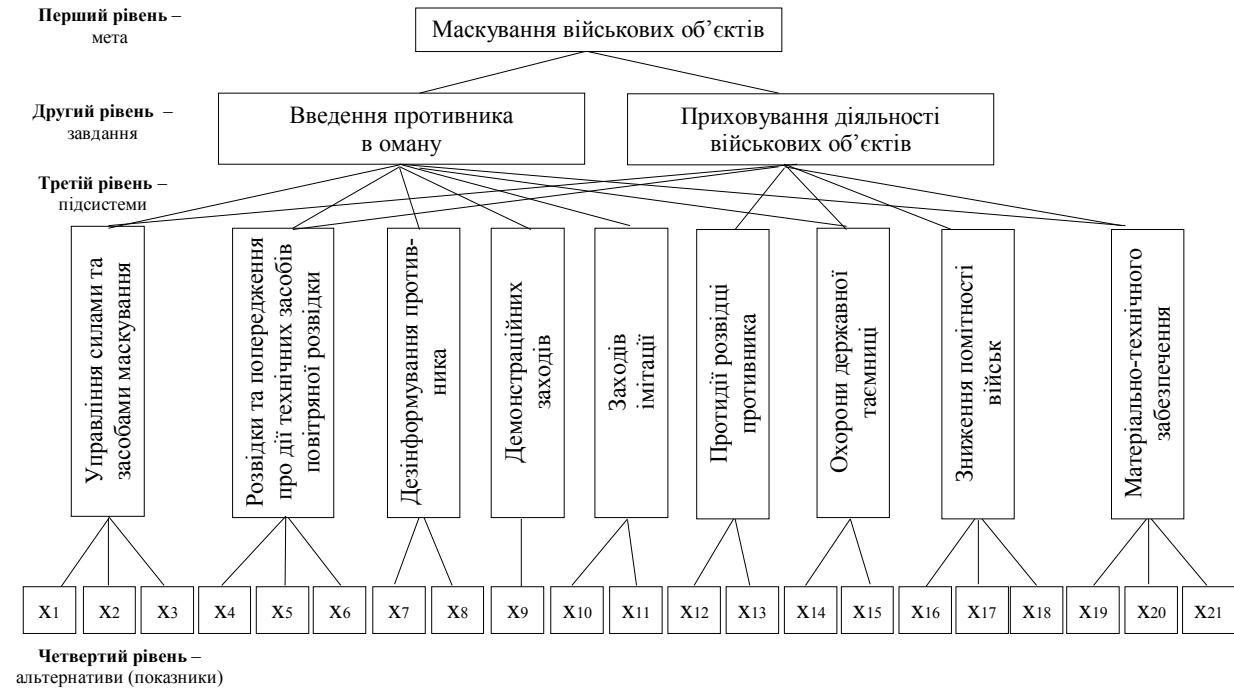 Перший рівень –
мета
Маскування військових об’єктів
Другий рівень –
завдання
Введення противника
в оману
Приховування діяльності
військових об’єктів
Третій рівень –
підсистеми
Управління силами та
засобами маскування
Розвідки та попередження
про дії технічних засобів
повітряної розвідки
Дезінформування против-
ника
Демонстраційних
заходів
Заходів
імітації
Протидії розвідці
противника
Охорони державної
таємниці
Зниження помітності
військ
Матеріально-технічного
забезпечення
X1 X2 X3 X4 X5 X6 X7 X8 X9 X10 X11 X12 X13 X14 X15 X16 X17 X18 X19 X20 X21
Четвертий рівень –
альтернативи (показники)